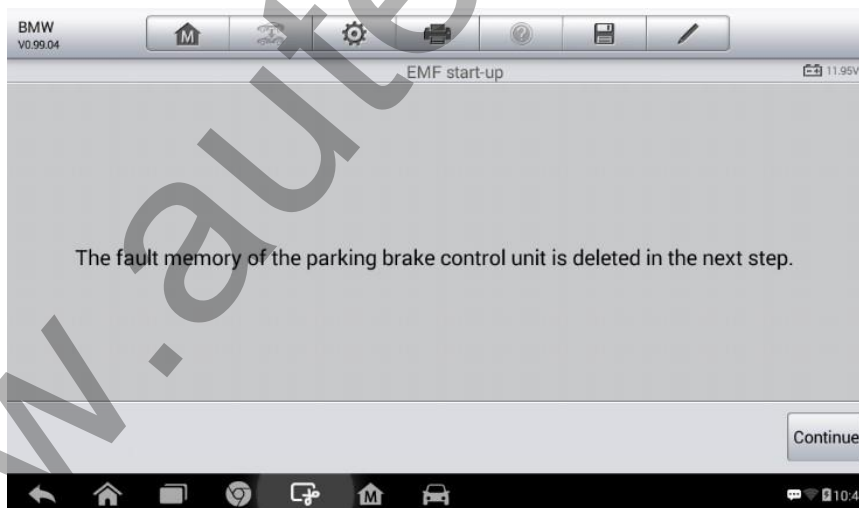 BMW
V0.99.04
M
EMF start-up
11.95V
The fault memory of the parking brake control unit is deleted in the next step.
Continue
M
10:4
w.aute